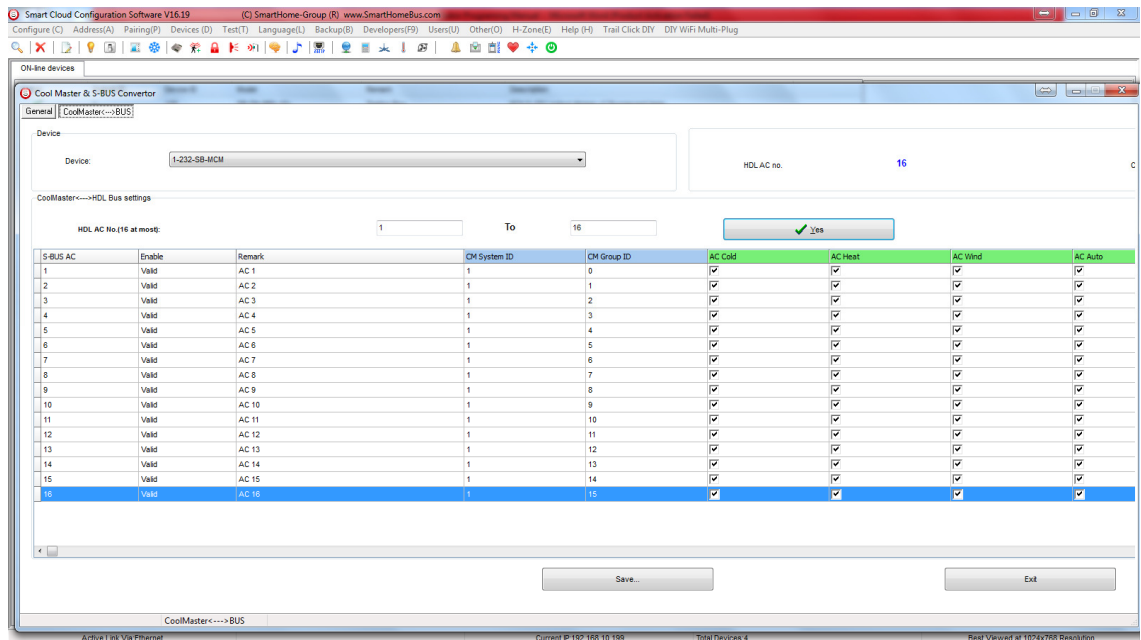 Smart Cloud Configuration Software V16.19 (C) SmartHome-Group (R) www.SmartHomeBus.com
Configure (C) Address(A) Pairing(P) Devices (D) Test(T) Language(L) Backup(B) Developers(F9) Users(U) Other(O) H-Zone(E) Help (H) Trail Click DIY DIY WiFi Multi-Plug
ON-line devices
Cool Master & S-BUS Convertor
General CoolMaster<--->BUS
Device
Device: 1-232-SB-MCM HDL AC no. 16 C
CoolMaster<--->HDL Bus settings
HDL AC No.(16 at most): 1 To 16 Yes
S-BUS AC Enable Remark CM System ID CM Group ID AC Cold AC Heat AC Wind AC Auto
1 Valid AC 1 1 0
2 Valid AC 2 1 1
3 Valid AC 3 1 2
4 Valid AC 4 1 3
5 Valid AC 5 1 4
6 Valid AC 6 1 5
7 Valid AC 7 1 6
8 Valid AC 8 1 7
9 Valid AC 9 1 8
10 Valid AC 10 1 9
11 Valid AC 11 1 10
12 Valid AC 12 1 11
13 Valid AC 13 1 12
14 Valid AC 14 1 13
15 Valid AC 15 1 14
16 Valid AC 16 1 15
Save... Exit
CoolMaster<--->BUS
Active Link Via Ethernet Current IP 192.168.10.199 Total Devices:4 Best Viewed at 1024x768 Resolution